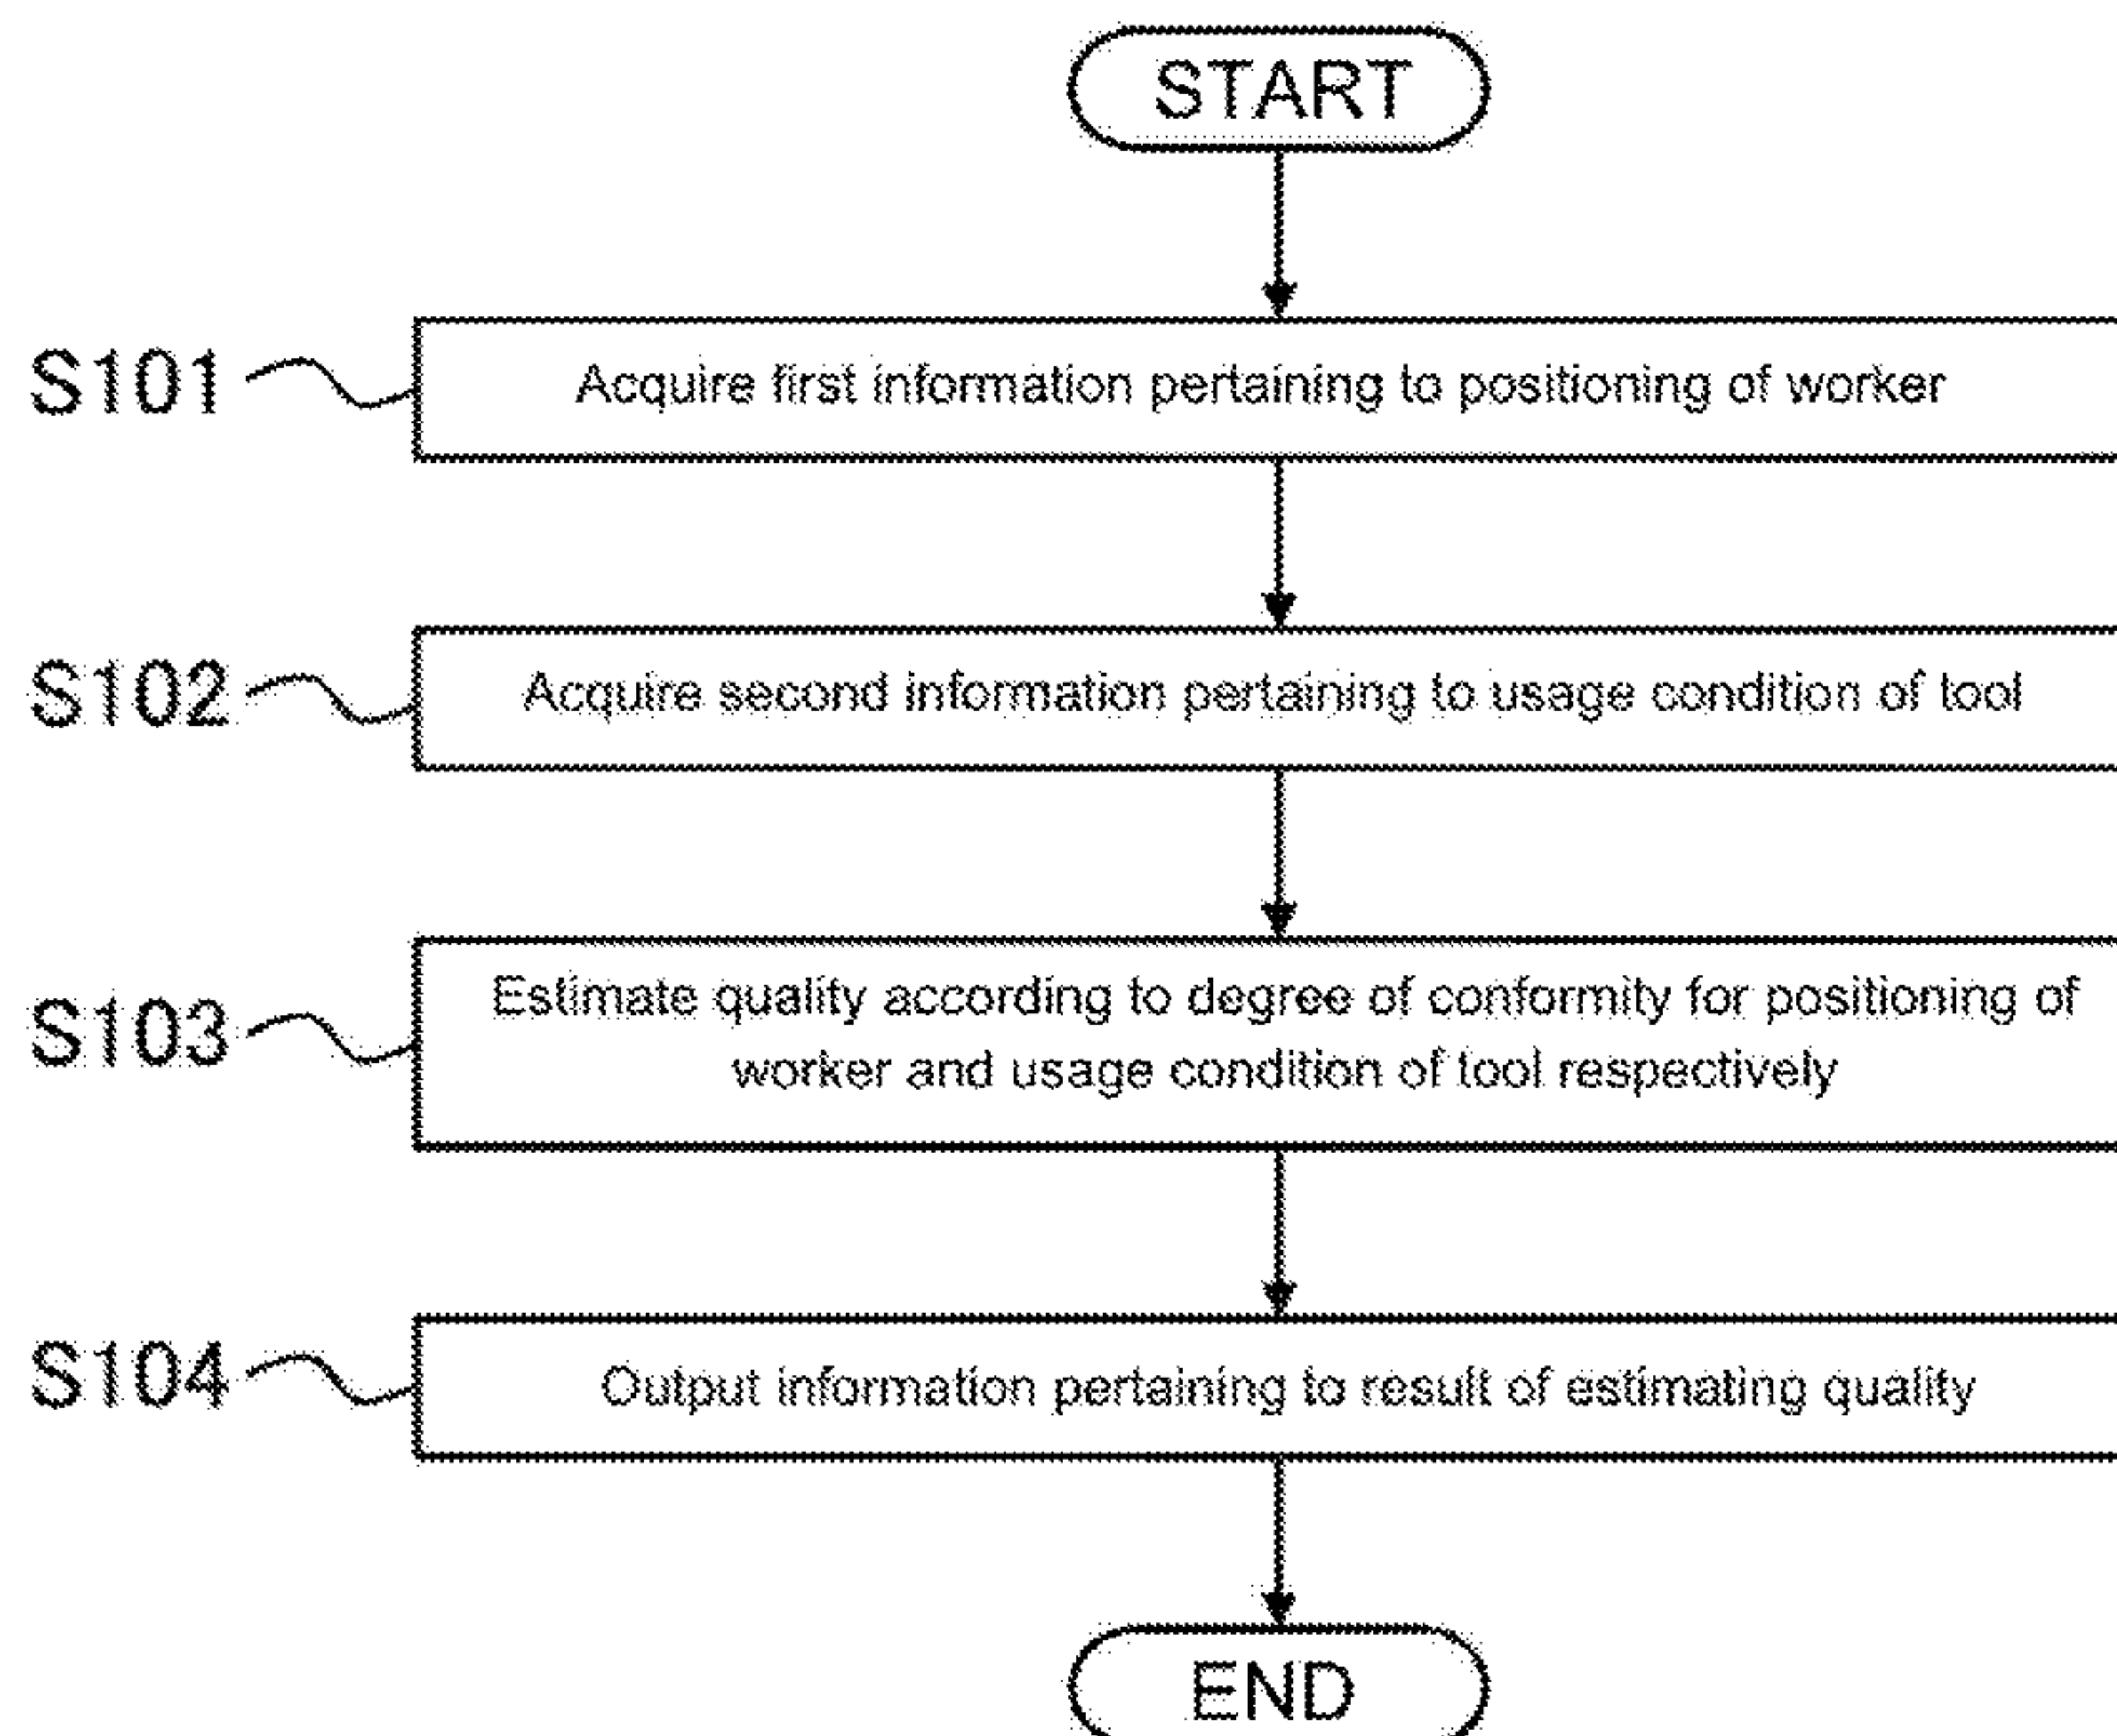 START
S101
Acquire first information pertaining to positioning of worker
S102
Acquire second information pertaining to usage condition of tool
S103
Estimate quality according to degree of conformity for positioning of
worker and usage condition of tool respectively
S104
Output information pertaining to result of estimating quality
END